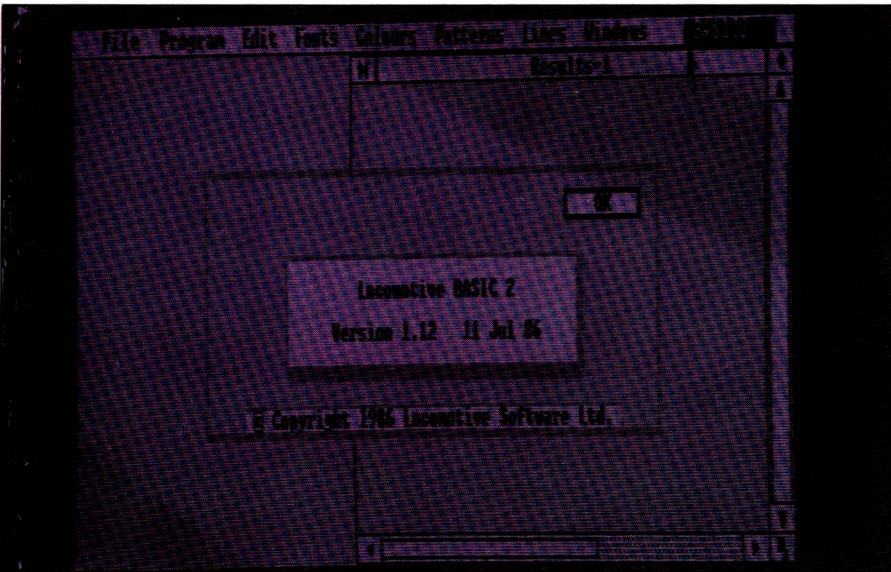 File Program Edit Fonts Colours Patterns Lines Windows
Results-1
OK
Locomotive BASIC 2
Version 1.12 11 Jul 86
© Copyright 1986 Locomotive Software Ltd.